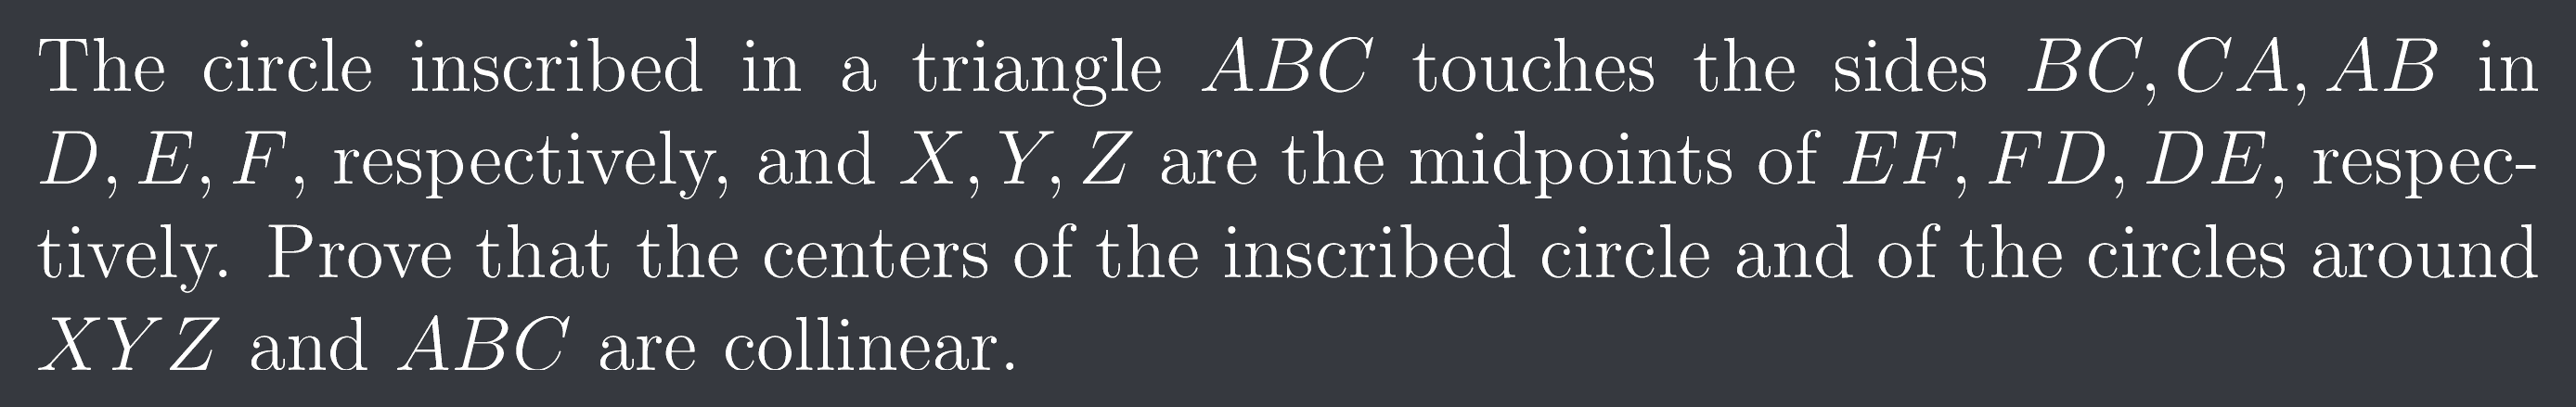 The circle inscribed in a triangle ABC touches the sides BC, CA, AB in
D, E, F, respectively, and X, Y, Z are the midpoints of EF, FD, DE, respec-
tively. Prove that the centers of the inscribed circle and of the circles around
XYZ and ABC are collinear.